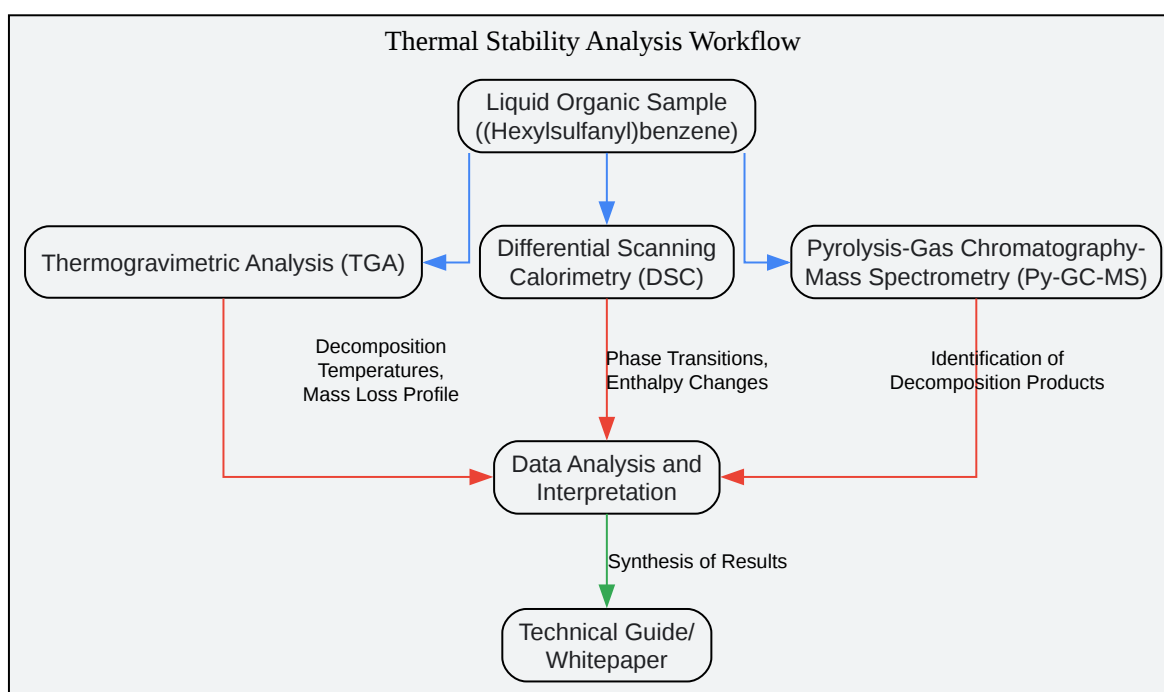 Thermal Stability Analysis Workflow
Liquid Organic Sample
((Hexylsulfanyl)benzene)
Thermogravimetric Analysis (TGA)
Differential Scanning
Calorimetry (DSC)
Pyrolysis-Gas Chromatography-
Mass Spectrometry (Py-GC-MS)
Decomposition
Temperatures,
Mass Loss Profile
Phase Transitions,
Enthalpy Changes
Identification of
Decomposition Products
Data Analysis and
Interpretation
Synthesis of Results
Technical Guide/
Whitepaper